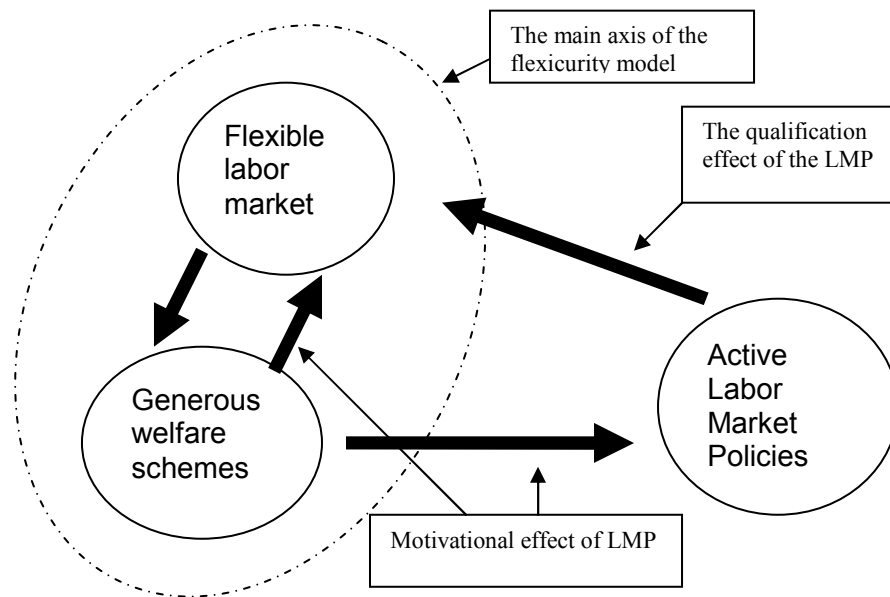 The main axis of the
flexicurity model
The qualification
effect of the LMP
Flexible
labor
market
Generous
welfare
schemes
Active
Labor
Market
Policies
Motivational effect of LMP